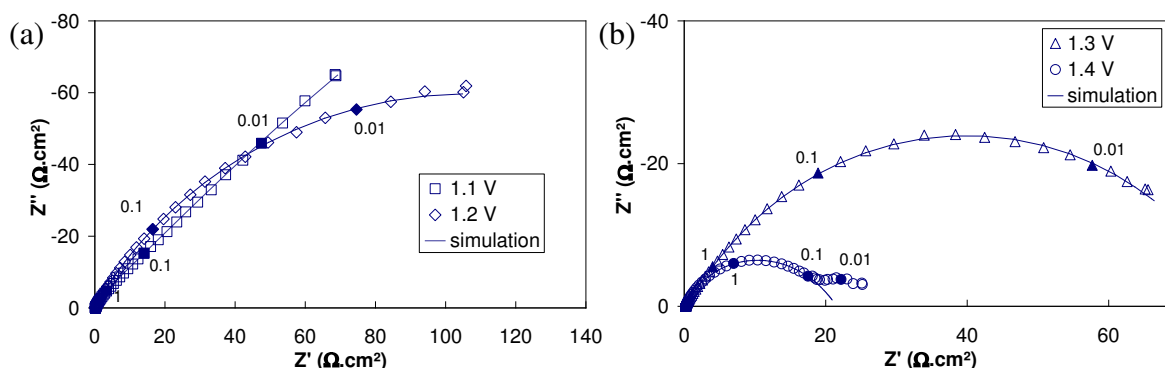 (a)
-80
-60
-40
-20
0
Z'' (Ω.cm²)
0.01
0.01
0.1
0.1
1
1.1 V
1.2 V
simulation
0 20 40 60 80 100 120 140
Z' (Ω.cm²)
(b)
-40
-20
0
Z'' (Ω.cm²)
1.3 V
1.4 V
simulation
0.1
0.01
1
1
0.1
0.01
0 20 40 60
Z' (Ω.cm²)